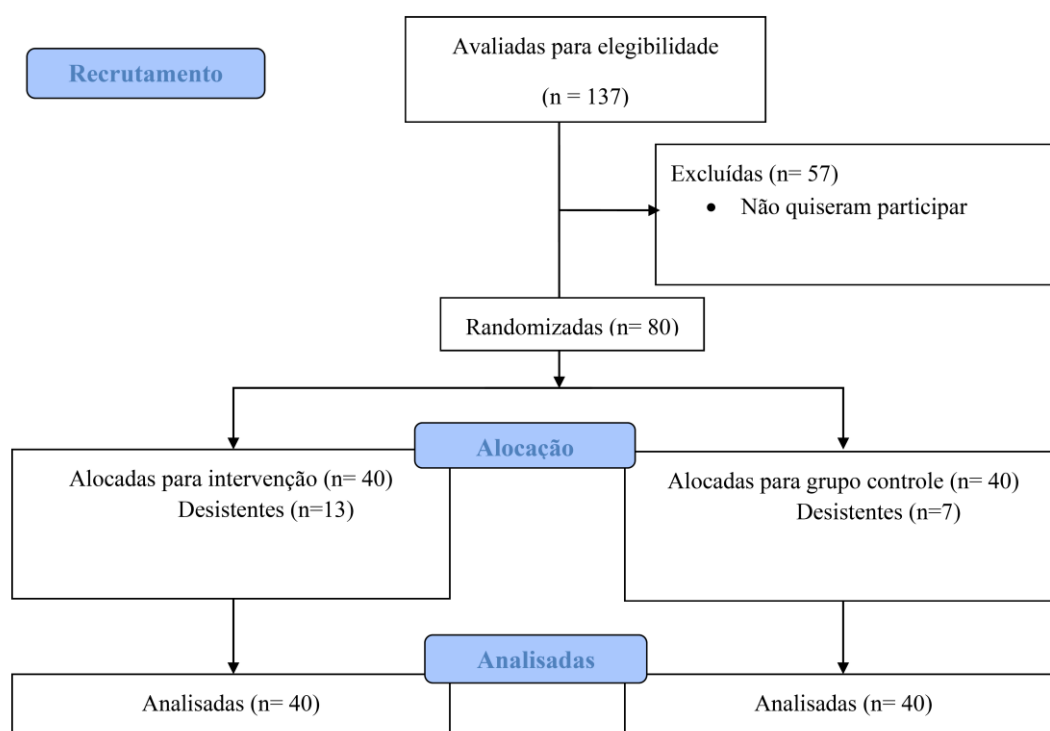 Recrutamento
Avaliadas para elegibilidade
(n = 137)
Excluídas (n= 57)
• Não quiseram participar
Randomizadas (n= 80)
Alocação
Alocadas para intervenção (n= 40)
Desistentes (n=13)
Alocadas para grupo controle (n= 40)
Desistentes (n=7)
Analisadas
Analisadas (n= 40)
Analisadas (n= 40)